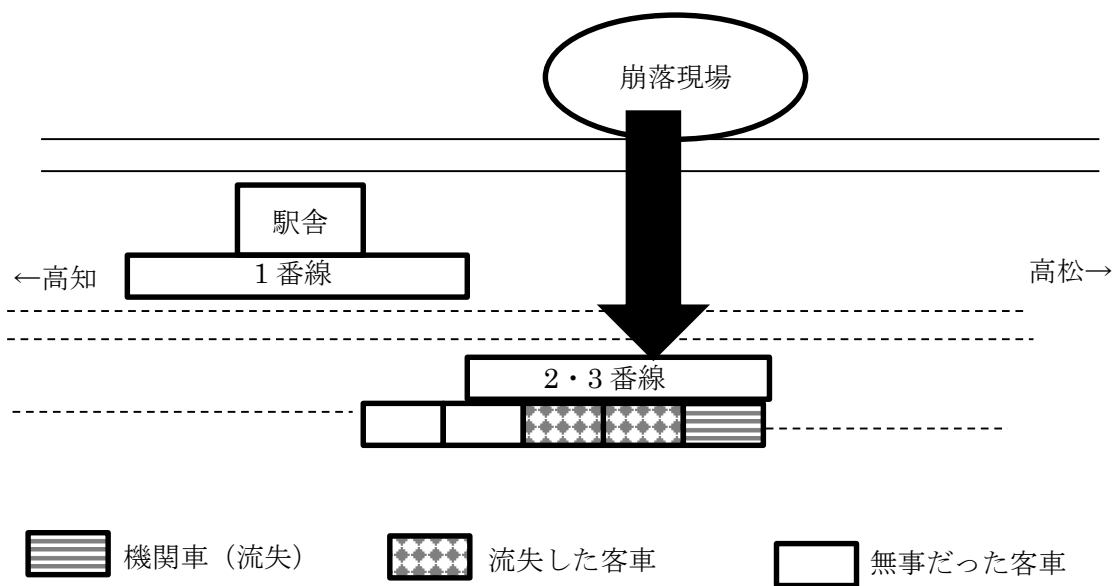 崩落現場
駅舎
1番線
←高知
高松→
2・3番線
機関車（流失）
流失した客車
無事だった客車